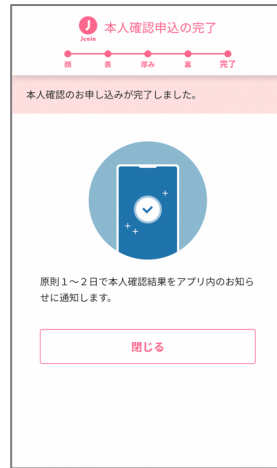 J
Jcoin
本人確認申込の完了
顔 表 厚み 裏 完了
本人確認のお申し込みが完了しました。
原則1~2日で本人確認結果をアプリ内のお知ら
せに通知します。
閉じる